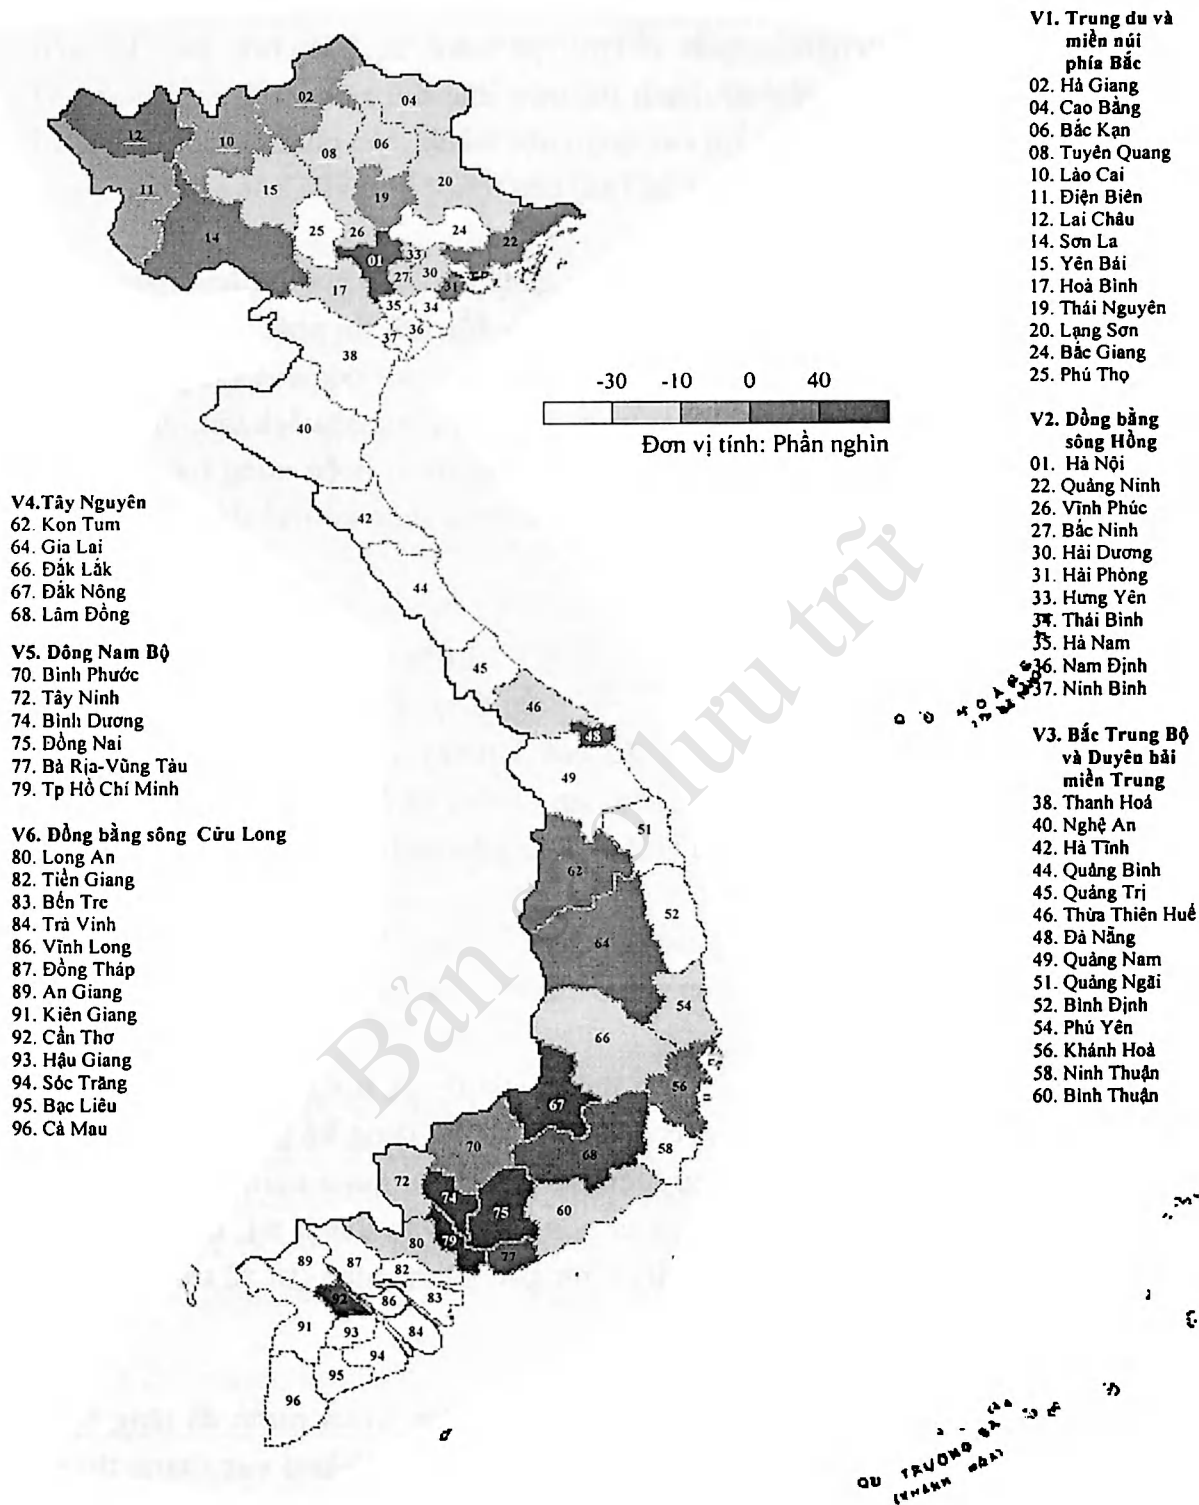 V1. Trung du và
miền núi
phía Bắc
02. Hà Giang
04. Cao Bằng
06. Bắc Kạn
08. Tuyên Quang
10. Lào Cai
11. Điện Biên
12. Lai Châu
14. Sơn La
15. Yên Bái
17. Hoà Bình
19. Thái Nguyên
20. Lạng Sơn
24. Bắc Giang
25. Phú Thọ
V2. Đồng bằng
sông Hồng
01. Hà Nội
22. Quảng Ninh
26. Vĩnh Phúc
27. Bắc Ninh
30. Hải Dương
31. Hải Phòng
33. Hưng Yên
34. Thái Bình
35. Hà Nam
36. Nam Định
37. Ninh Bình
V3. Bắc Trung Bộ
và Duyên hải
miền Trung
38. Thanh Hoá
40. Nghệ An
42. Hà Tĩnh
44. Quảng Bình
45. Quảng Trị
46. Thừa Thiên Huế
48. Đà Nẵng
49. Quảng Nam
51. Quảng Ngãi
52. Bình Định
54. Phú Yên
56. Khánh Hoà
58. Ninh Thuận
60. Bình Thuận
V4.Tây Nguyên
62. Kon Tum
64. Gia Lai
66. Đắk Lắk
67. Đắk Nông
68. Lâm Đồng
V5. Đông Nam Bộ
70. Bình Phước
72. Tây Ninh
74. Bình Dương
75. Đồng Nai
77. Bà Rịa-Vũng Tàu
79. Tp Hồ Chí Minh
V6. Đồng bằng sông Cửu Long
80. Long An
82. Tiền Giang
83. Bến Tre
84. Trà Vinh
86. Vĩnh Long
87. Đồng Tháp
89. An Giang
91. Kiên Giang
92. Cần Thơ
93. Hậu Giang
94. Sóc Trăng
95. Bạc Liêu
96. Cà Mau
-30 -10 0 40
Đơn vị tính: Phần nghìn
02
04
12
10
08
06
11
15
19
20
14
25
26
24
22
01
33
27
30
31
17
35
34
37
36
38
40
42
44
45
46
48
49
51
62
52
64
54
66
56
67
70
68
58
72
74
75
60
80
79
77
89
87
82
92
86
83
91
93
84
94
95
96
Bản sao lưu trữ
QU TRƯỜNG SA